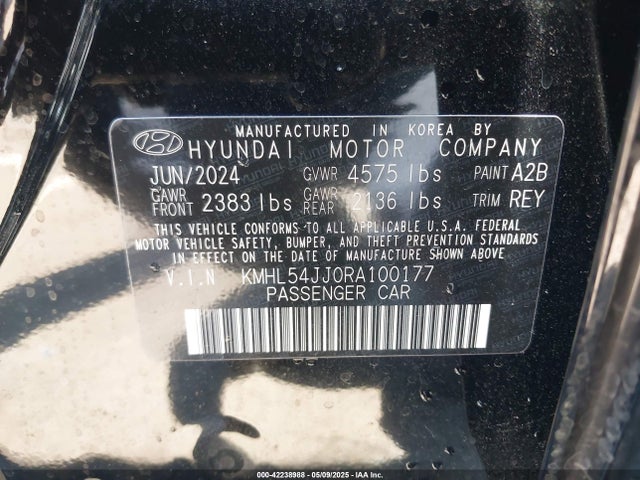 MANUFACTURED IN KOREA BY
HYUNDAI MOTOR COMPANY
JUN/2024 GVWR 4575 lbs PAINT A2B
GAWR FRONT 2383 lbs GAWR REAR 2136 lbs TRIM REY
THIS VEHICLE CONFORMS TO ALL APPLICABLE U.S.A. FEDERAL
MOTOR VEHICLE SAFETY, BUMPER, AND THEFT PREVENTION STANDARDS
IN EFFECT ON THE DATE OF MANUFACTURE SHOWN ABOVE
V.I.N KMHL54JJ0RA100177
PASSENGER CAR
000-42238988 - 05/09/2025 - IAA Inc.